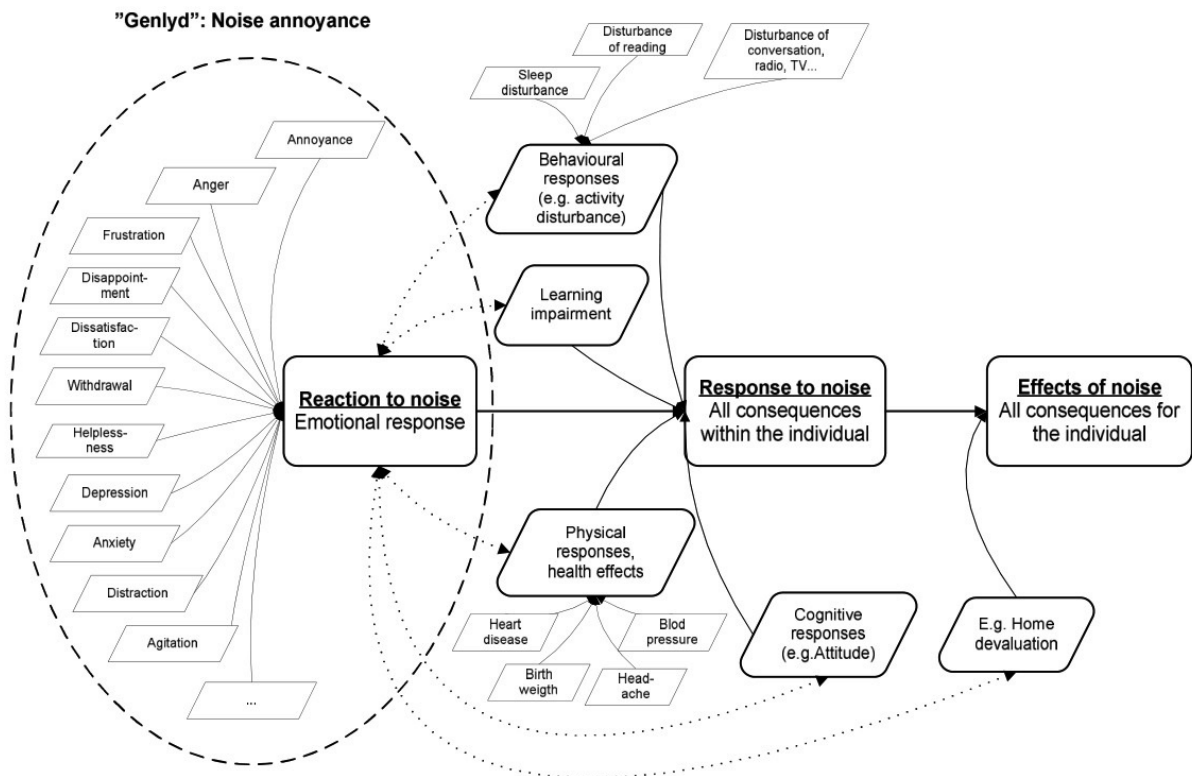 ”Genlyd”: Noise annoyance
Annoyance
Anger
Frustration
Disappoint-
ment
Dissatisfac-
tion
Withdrawal
Helpless-
ness
Depression
Anxiety
Distraction
Agitation
...
Reaction to noise
Emotional response
Sleep
disturbance
Disturbance
of reading
Disturbance of
conversation,
radio, TV...
Behavioural
responses
(e.g. activity
disturbance)
Learning
impairment
Physical
responses,
health effects
Heart
disease
Birth
weigth
Head-
ache
Blod
pressure
Response to noise
All consequences
within the individual
Cognitive
responses
(e.g.Attitude)
Effects of noise
All consequences for
the individual
E.g. Home
devaluation